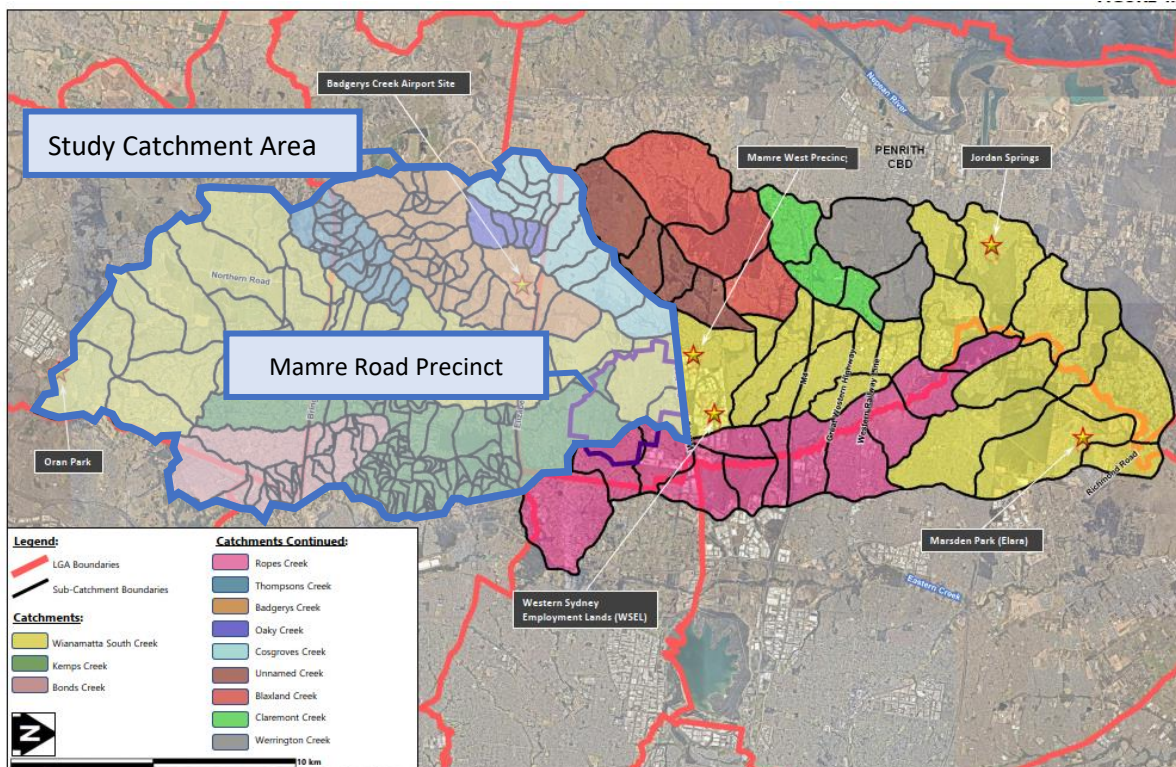 Badgerys Creek Airport Site
Study Catchment Area
Nepean River
Mamre West Precinc
PENRITH
CBD
Jordan Springs
Northern Road
Mamre Road Precinct
M4
Great Western Highway
Western Railway Line
Oran Park
Richmond Road
Marsden Park (Elara)
Eastern Creek
Western Sydney
Employment Lands (WSEL)
Legend:
LGA Boundaries
Sub-Catchment Boundaries
Catchments:
Wianamatta South Creek
Kemps Creek
Bonds Creek
Catchments Continued:
Ropes Creek
Thompsons Creek
Badgerys Creek
Oaky Creek
Cosgroves Creek
Unnamed Creek
Blaxland Creek
Claremont Creek
Werrington Creek
N
10 km